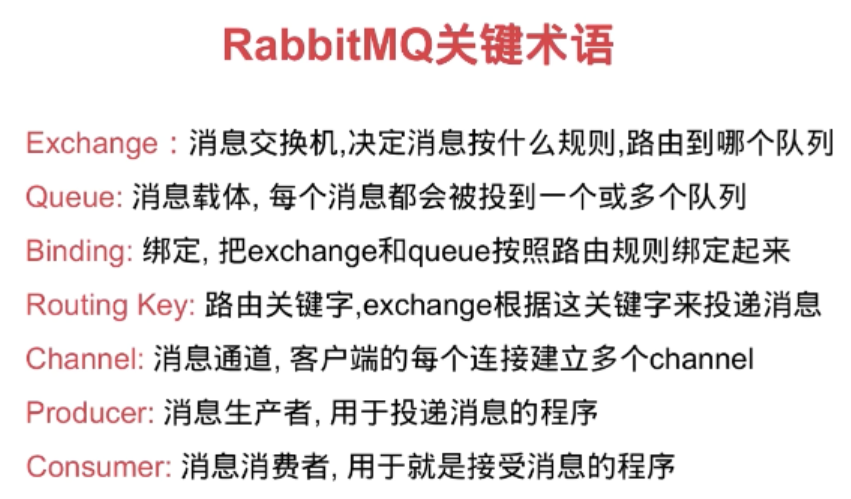 RabbitMQ关键术语
Exchange：消息交换机,决定消息按什么规则,路由到哪个队列
Queue: 消息载体, 每个消息都会被投到一个或多个队列
Binding: 绑定, 把exchange和queue按照路由规则绑定起来
Routing Key: 路由关键字,exchange根据这关键字来投递消息
Channel: 消息通道, 客户端的每个连接建立多个channel
Producer: 消息生产者, 用于投递消息的程序
Consumer: 消息消费者, 用于就是接受消息的程序